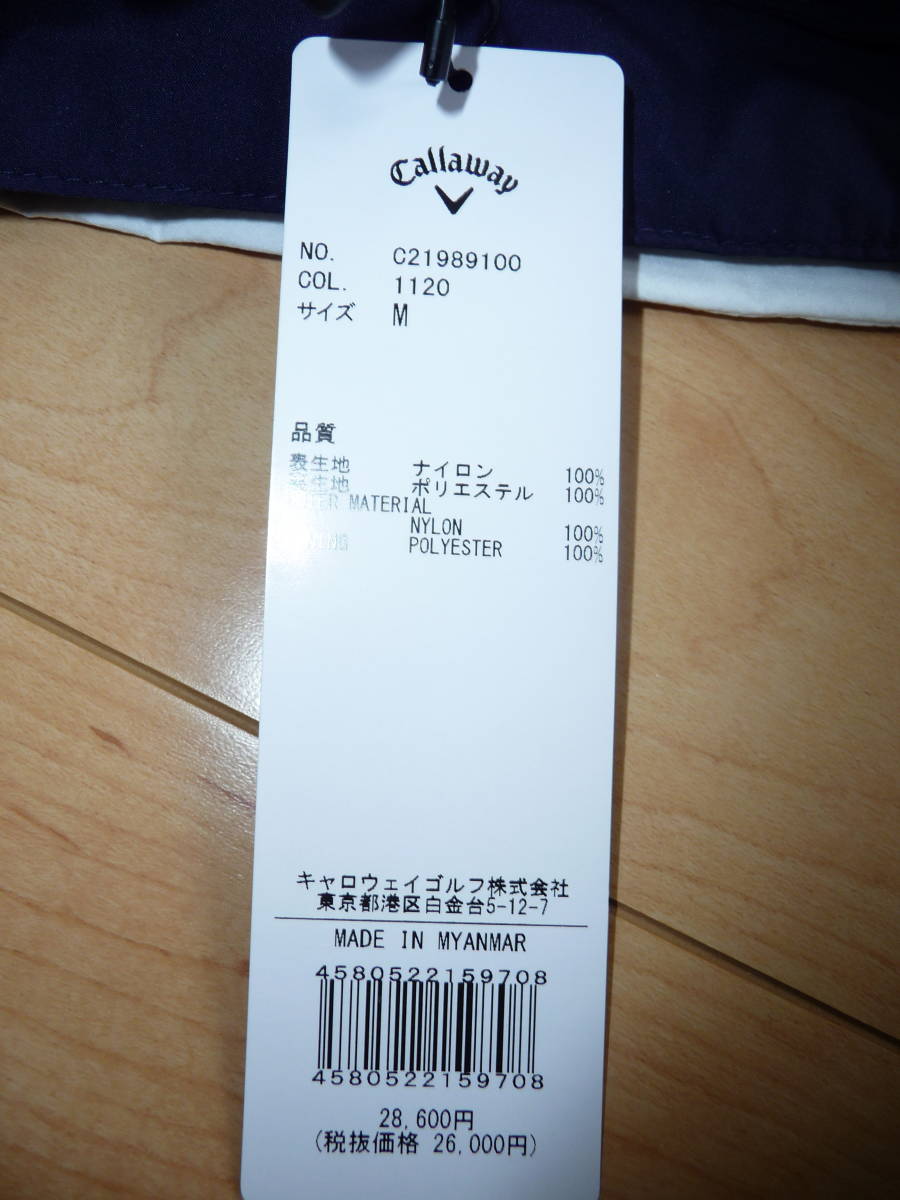 Callaway
NO. C21989100
COL. 1120
サイズ M
品質
表生地 ナイロン 100%
生地 ポリエステル 100%
MATERIAL
NYLON 100%
POLYESTER 100%
キャロウェイゴルフ株式会社
東京都港区白金台5-12-7
MADE IN MYANMAR
4580522159708
4580522159708
28,600円
(税抜価格 26,000円)